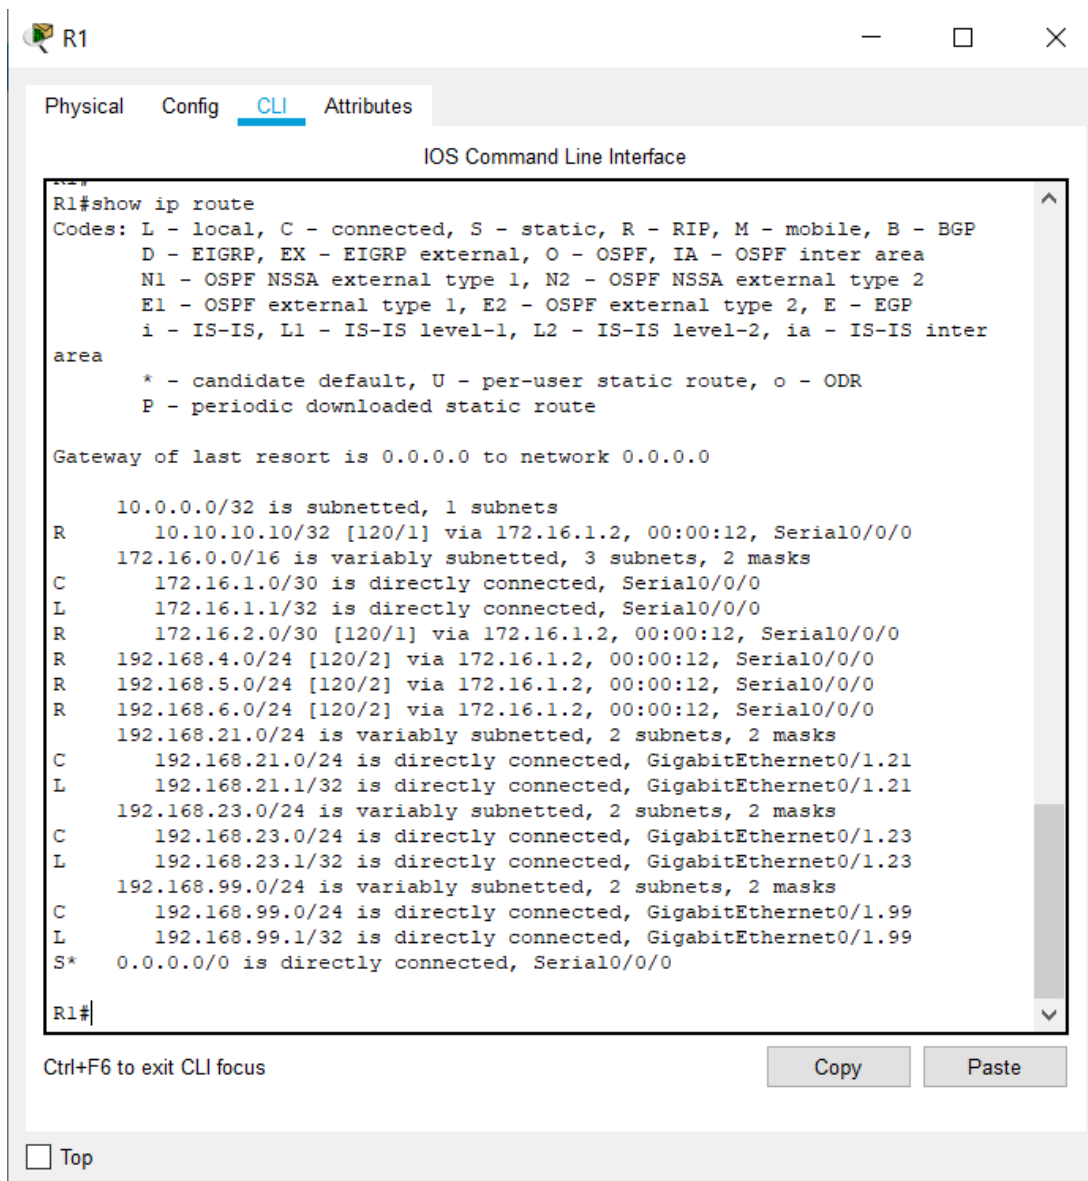 R1
Physical Config CLI Attributes
IOS Command Line Interface
R1#show ip route
Codes: L - local, C - connected, S - static, R - RIP, M - mobile, B - BGP
       D - EIGRP, EX - EIGRP external, O - OSPF, IA - OSPF inter area
       N1 - OSPF NSSA external type 1, N2 - OSPF NSSA external type 2
       E1 - OSPF external type 1, E2 - OSPF external type 2, E - EGP
       i - IS-IS, L1 - IS-IS level-1, L2 - IS-IS level-2, ia - IS-IS inter
area
       * - candidate default, U - per-user static route, o - ODR
       P - periodic downloaded static route
Gateway of last resort is 0.0.0.0 to network 0.0.0.0
     10.0.0.0/32 is subnetted, 1 subnets
R       10.10.10.10/32 [120/1] via 172.16.1.2, 00:00:12, Serial0/0/0
     172.16.0.0/16 is variably subnetted, 3 subnets, 2 masks
C       172.16.1.0/30 is directly connected, Serial0/0/0
L       172.16.1.1/32 is directly connected, Serial0/0/0
R       172.16.2.0/30 [120/1] via 172.16.1.2, 00:00:12, Serial0/0/0
R    192.168.4.0/24 [120/2] via 172.16.1.2, 00:00:12, Serial0/0/0
R    192.168.5.0/24 [120/2] via 172.16.1.2, 00:00:12, Serial0/0/0
R    192.168.6.0/24 [120/2] via 172.16.1.2, 00:00:12, Serial0/0/0
     192.168.21.0/24 is variably subnetted, 2 subnets, 2 masks
C       192.168.21.0/24 is directly connected, GigabitEthernet0/1.21
L       192.168.21.1/32 is directly connected, GigabitEthernet0/1.21
     192.168.23.0/24 is variably subnetted, 2 subnets, 2 masks
C       192.168.23.0/24 is directly connected, GigabitEthernet0/1.23
L       192.168.23.1/32 is directly connected, GigabitEthernet0/1.23
     192.168.99.0/24 is variably subnetted, 2 subnets, 2 masks
C       192.168.99.0/24 is directly connected, GigabitEthernet0/1.99
L       192.168.99.1/32 is directly connected, GigabitEthernet0/1.99
S*   0.0.0.0/0 is directly connected, Serial0/0/0
R1#
Ctrl+F6 to exit CLI focus Copy Paste
Top